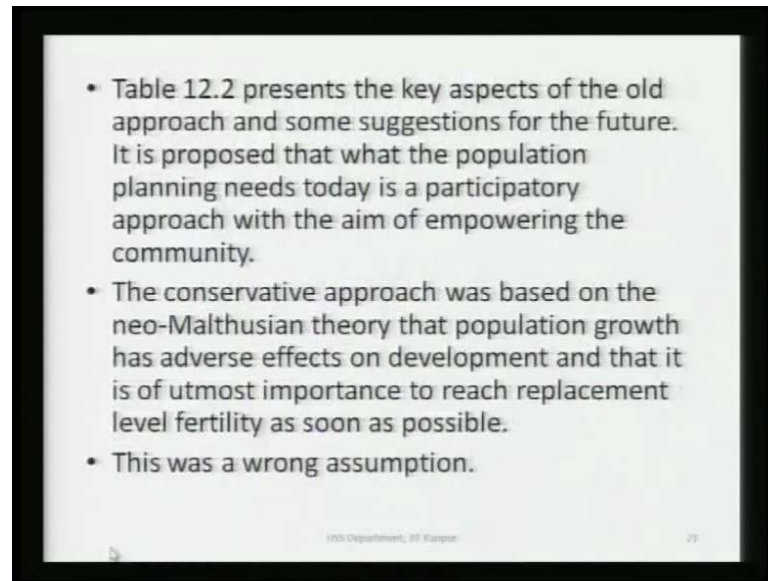 • Table 12.2 presents the key aspects of the old
approach and some suggestions for the future.
It is proposed that what the population
planning needs today is a participatory
approach with the aim of empowering the
community.
• The conservative approach was based on the
neo-Malthusian theory that population growth
has adverse effects on development and that it
is of utmost importance to reach replacement
level fertility as soon as possible.
• This was a wrong assumption.
HSS Department, IIT Kanpur